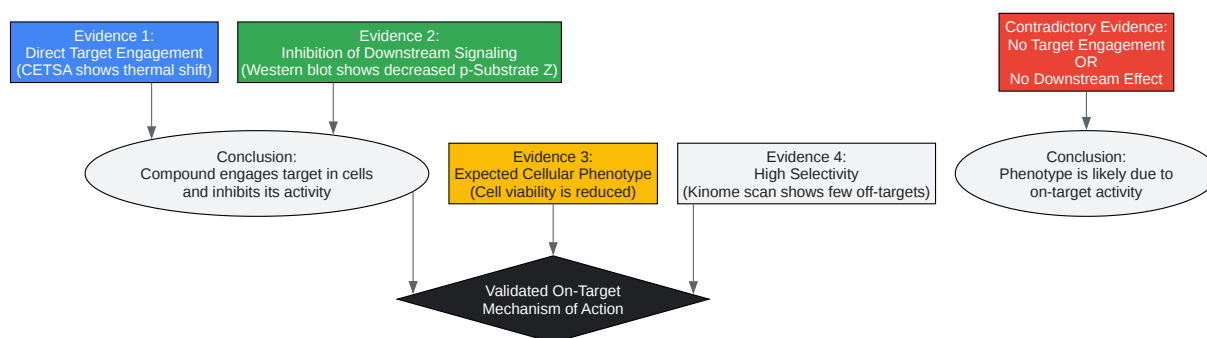 Evidence 1:
Direct Target Engagement
(CETSA shows thermal shift)
Evidence 2:
Inhibition of Downstream Signaling
(Western blot shows decreased p-Substrate Z)
Contradictory Evidence:
No Target Engagement
OR
No Downstream Effect
Conclusion:
Compound engages target in cells
and inhibits its activity
Evidence 3:
Expected Cellular Phenotype
(Cell viability is reduced)
Evidence 4:
High Selectivity
(Kinome scan shows few off-targets)
Conclusion:
Phenotype is likely due to
on-target activity
Validated On-Target
Mechanism of Action